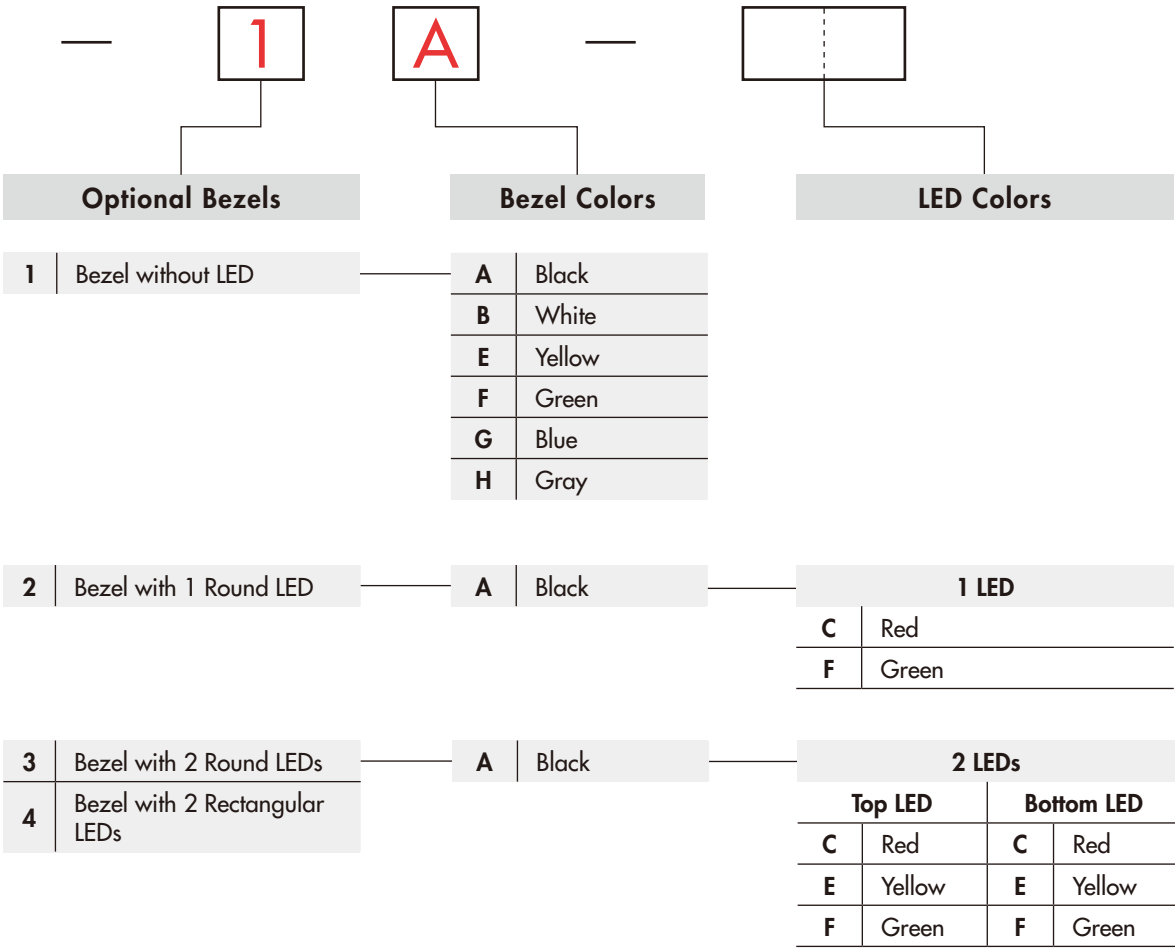 — 1 A —
Optional Bezels Bezel Colors LED Colors
1 Bezel without LED A Black
B White
E Yellow
F Green
G Blue
H Gray
2 Bezel with 1 Round LED A Black 1 LED
C Red
F Green
3 Bezel with 2 Round LEDs A Black 2 LEDs
4 Bezel with 2 Rectangular
LEDs
Top LED Bottom LED
C Red C Red
E Yellow E Yellow
F Green F Green